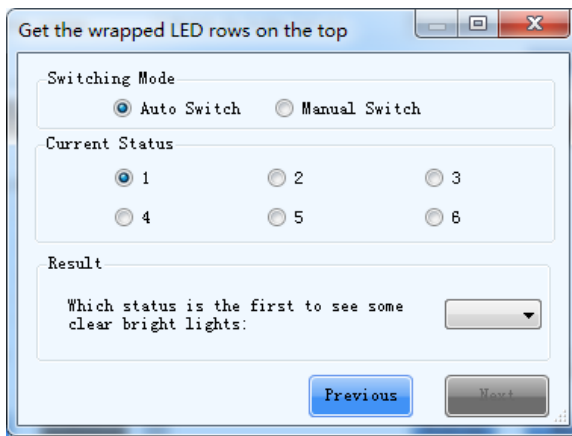 Get the wrapped LED rows on the top
Switching Mode
Auto Switch Manual Switch
Current Status
1 2 3
4 5 6
Result
Which status is the first to see some
clear bright lights:
Previous Next